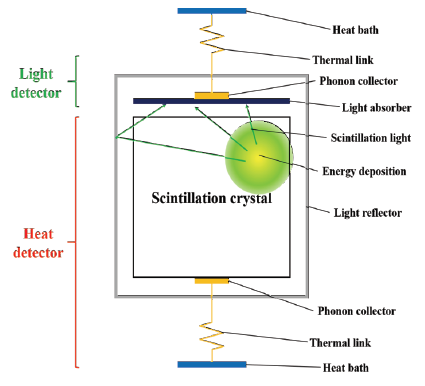 Heat bath
Thermal link
Light
detector
Phonon collector
Light absorber
Scintillation light
Energy deposition
Scintillation crystal
Light reflector
Heat
detector
Phonon collector
Thermal link
Heat bath